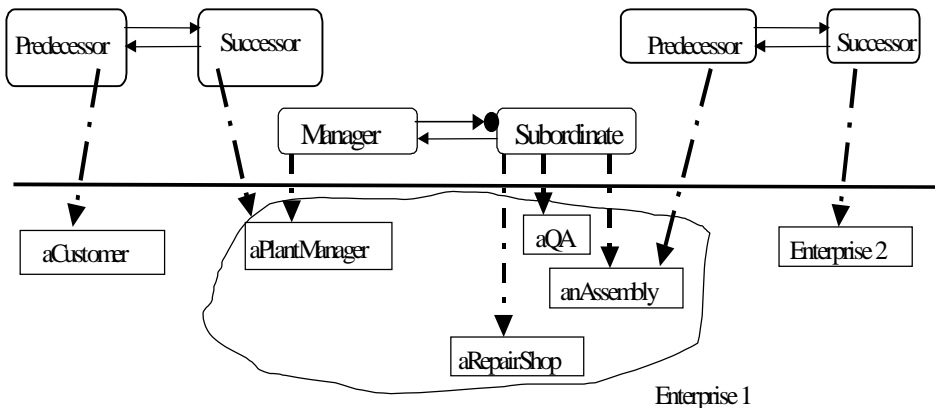 Predecessor
Successor
Predecessor
Successor
Manager
Subordinate
aCustomer
aPlantManager
aQA
Enterprise 2
anAssembly
aRepairShop
Enterprise 1